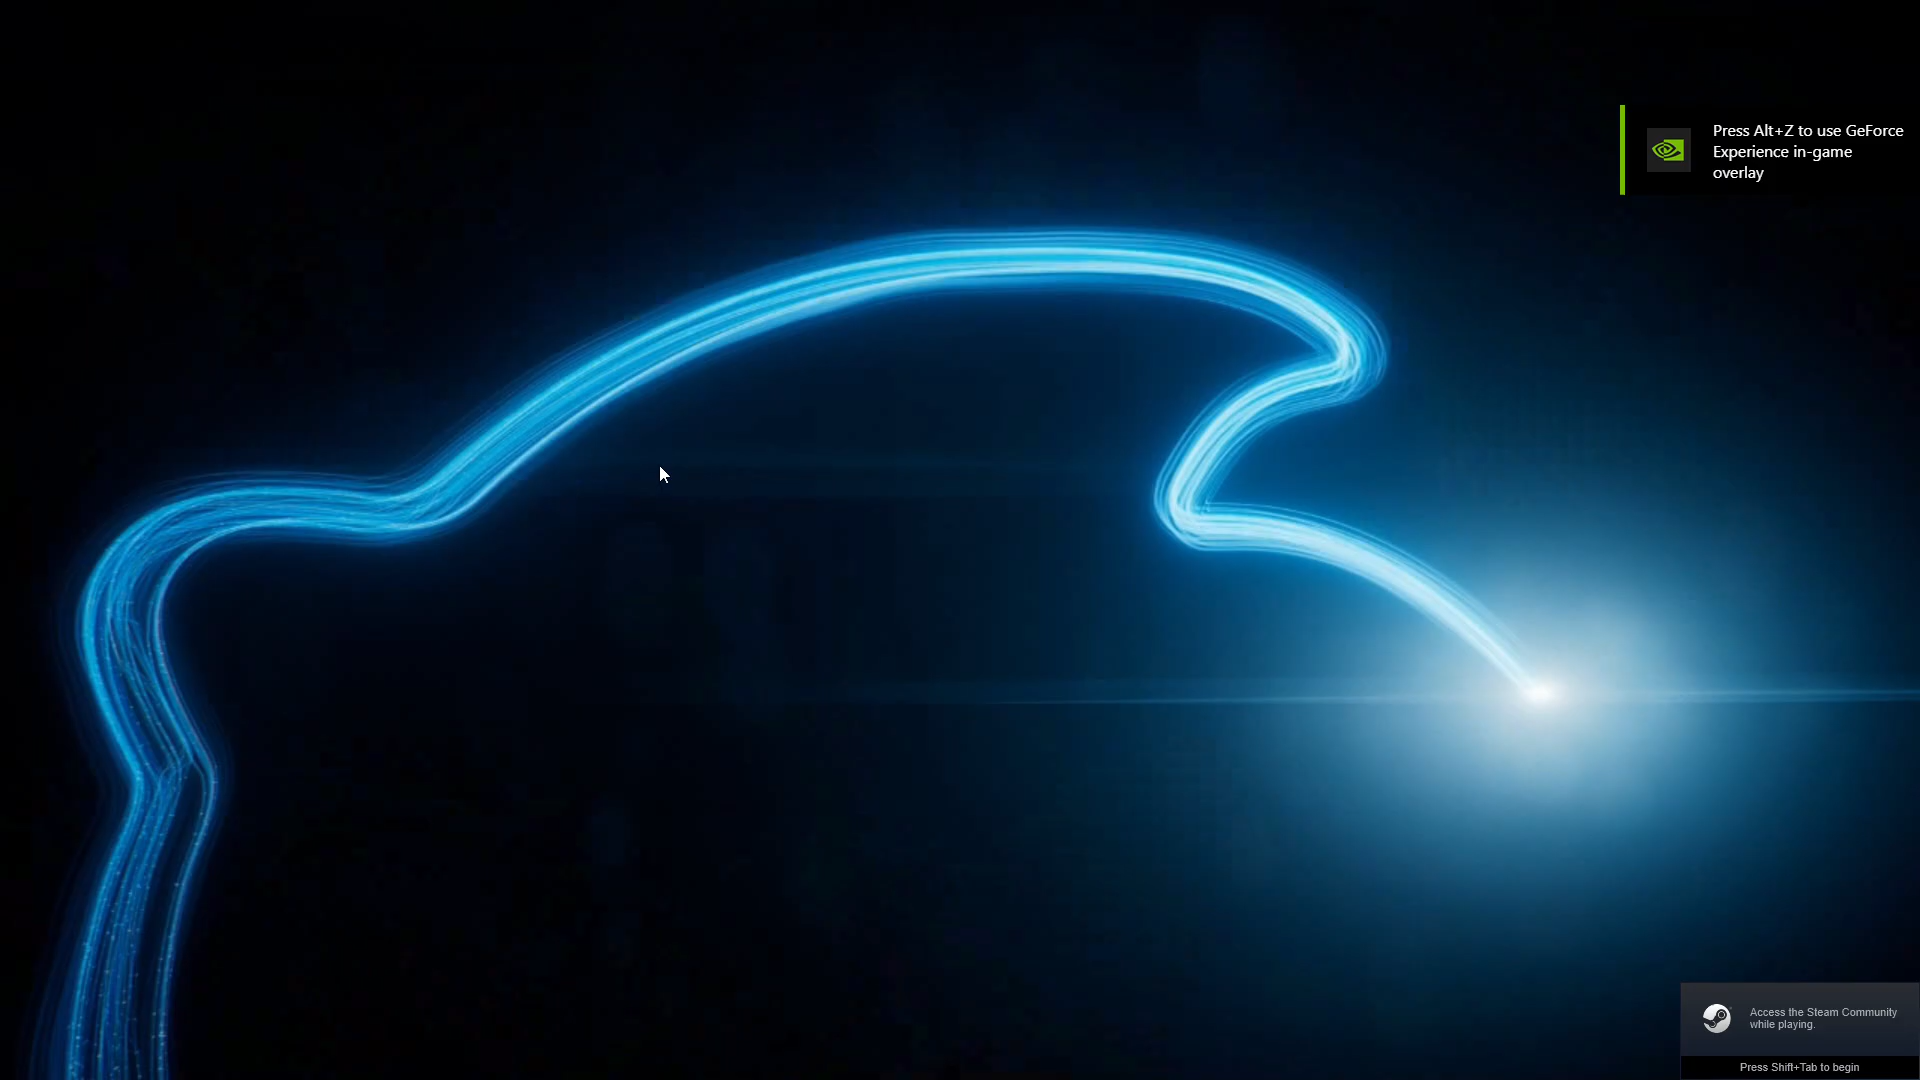 Press Alt+Z to use GeForce
Experience in-game
overlay
Access the Steam Community
while playing.
Press Shift+Tab to begin